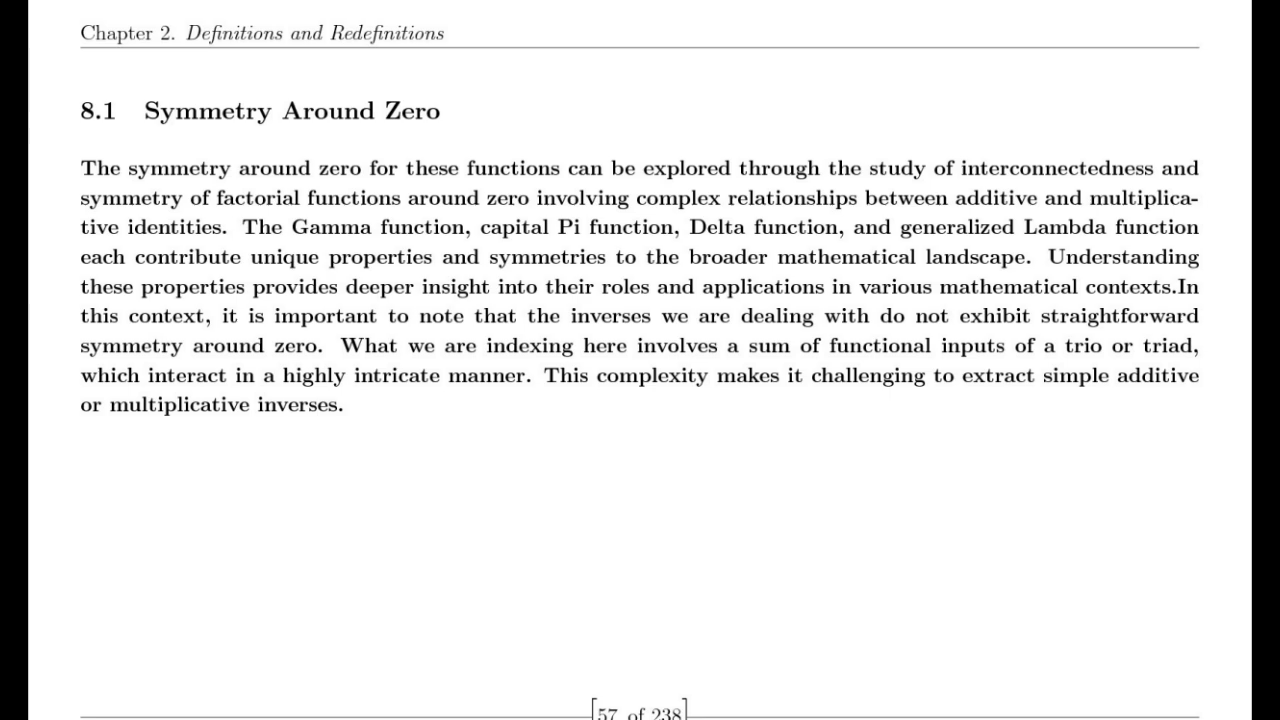 Chapter 2. Definitions and Redefinitions
8.1 Symmetry Around Zero
The symmetry around zero for these functions can be explored through the study of interconnectedness and
symmetry of factorial functions around zero involving complex relationships between additive and multiplica-
tive identities. The Gamma function, capital Pi function, Delta function, and generalized Lambda function
each contribute unique properties and symmetries to the broader mathematical landscape. Understanding
these properties provides deeper insight into their roles and applications in various mathematical contexts.In
this context, it is important to note that the inverses we are dealing with do not exhibit straightforward
symmetry around zero. What we are indexing here involves a sum of functional inputs of a trio or triad,
which interact in a highly intricate manner. This complexity makes it challenging to extract simple additive
or multiplicative inverses.
[57 of 238]